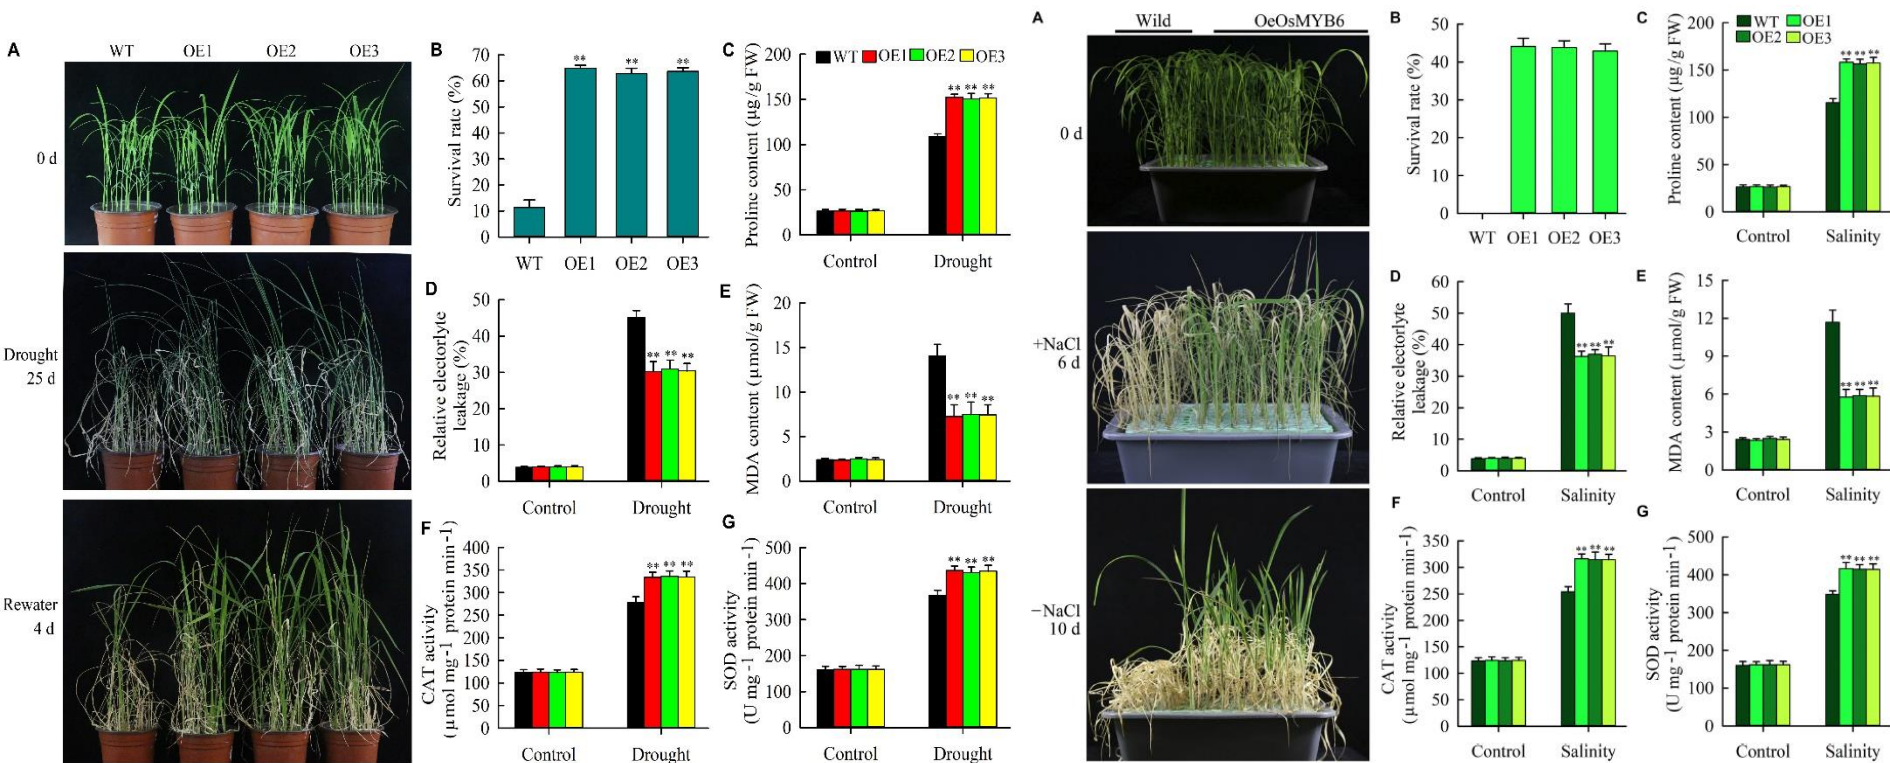 A
WT OE1 OE2 OE3
0 d
Drought
25 d
Rewater
4 d
B
Survival rate (%)
70
60
50
40
30
20
10
0
** ** **
WT OE1 OE2 OE3
C
Proline content (µg/g FW)
WT OE1 OE2 OE3
200
150
100
50
0
** ** **
Control Drought
D
Relative electorlyte
leakage (%)
50
40
30
20
10
0
** ** **
Control Drought
E
MDA content (µmol/g FW)
20
15
10
5
0
** ** **
Control Drought
F
CAT activity
(µmol mg-1 protein min-1)
400
350
300
250
200
150
100
50
0
** ** **
Control Drought
G
SOD activity
(U mg-1 protein min-1)
500
400
300
200
100
0
** ** **
Control Drought
A
Wild OeOsMYB6
0 d
+NaCl
6 d
−NaCl
10 d
B
Survival rate (%)
50
40
30
20
10
0
WT OE1 OE2 OE3
C
Proline content (µg/g FW)
WT OE1
OE2 OE3
200
150
100
50
0
** ** **
Control Salinity
D
Relative electorlyte
leakage (%)
60
50
40
30
20
10
0
** ** **
Control Salinity
E
MDA content (µmol/g FW)
15
12
9
6
3
0
** ** **
Control Salinity
F
CAT activity
(µmol mg-1 protein min-1)
350
300
250
200
150
100
50
0
** ** **
Control Salinity
G
SOD activity
(U mg-1 protein min-1)
500
400
300
200
100
0
** ** **
Control Salinity